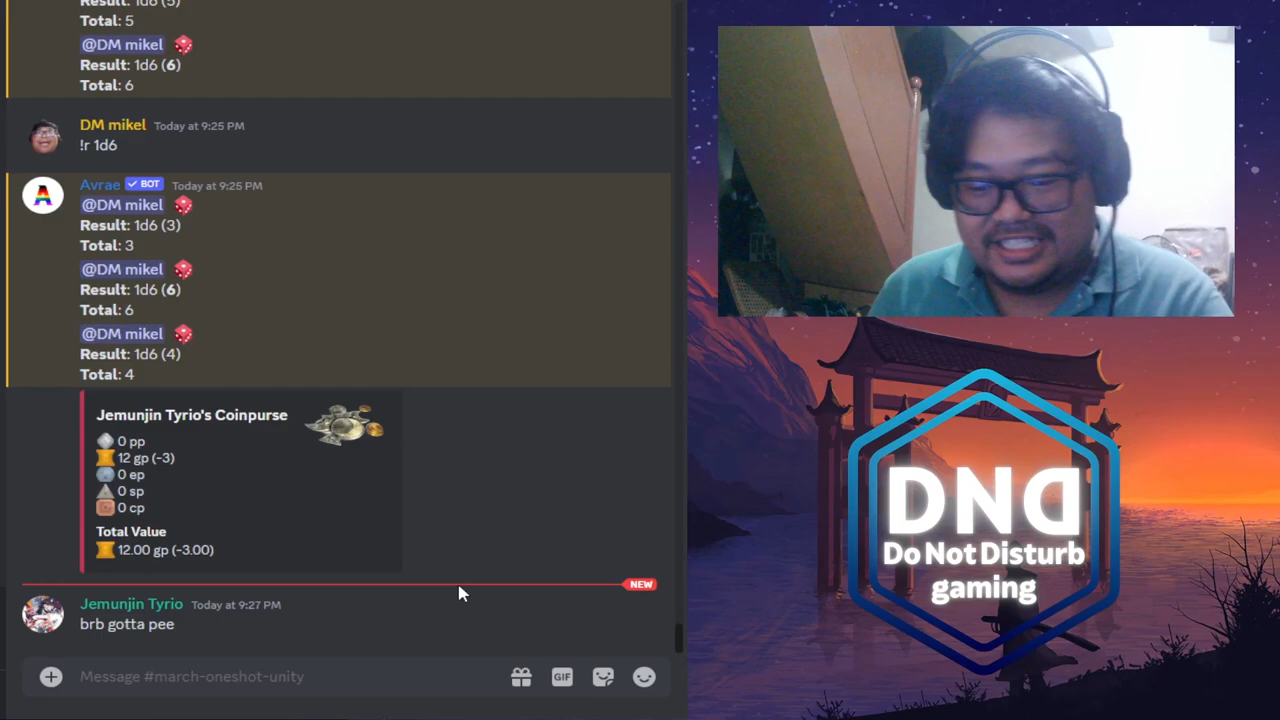 Result: 1d6 (5)
Total: 5
@DM mikel
Result: 1d6 (6)
Total: 6
DM mikel Today at 9:25 PM
!r 1d6
A
Avrae BOT Today at 9:25 PM
@DM mikel
Result: 1d6 (3)
Total: 3
@DM mikel
Result: 1d6 (6)
Total: 6
@DM mikel
Result: 1d6 (4)
Total: 4
Jemunjin Tyrio's Coinpurse
0 pp
12 gp (-3)
0 ep
0 sp
0 cp
Total Value
12.00 gp (-3.00)
NEW
Jemunjin Tyrio Today at 9:27 PM
brb gotta pee
Message #march-oneshot-unity
GIF
DND
Do Not Disturb
gaming